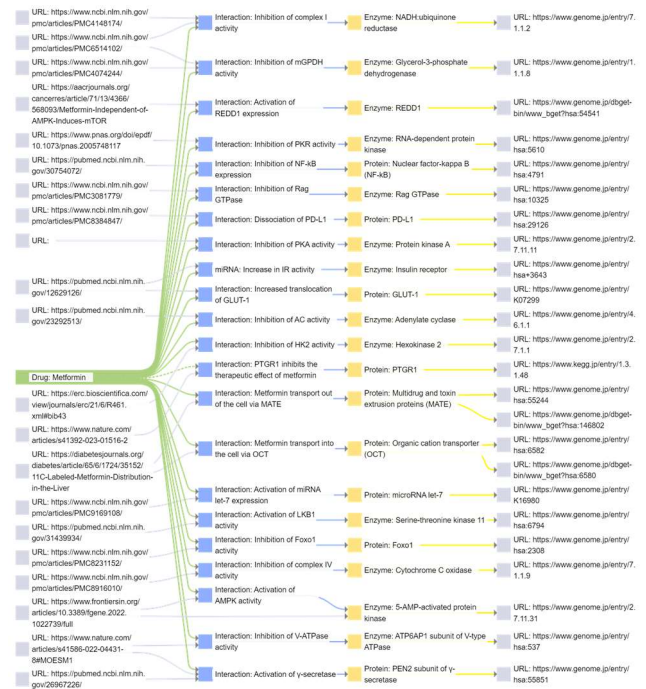 URL: https://www.ncbi.nlm.nih.gov/
pmc/articles/PMC4148174/
URL: https://www.ncbi.nlm.nih.gov/
pmc/articles/PMC6514102/
URL: https://www.ncbi.nlm.nih.gov/
pmc/articles/PMC4074244/
URL: https://aacrjournals.org/
cancerres/article/71/13/4366/
568093/Metformin-Independent-of-
AMPK-Induces-mTOR
URL: https://www.pnas.org/doi/epdf/
10.1073/pnas.2005748117
URL: https://pubmed.ncbi.nlm.nih.
gov/30754072/
URL: https://www.ncbi.nlm.nih.gov/
pmc/articles/PMC3081779/
URL: https://www.ncbi.nlm.nih.gov/
pmc/articles/PMC8384847/
URL:
URL: https://pubmed.ncbi.nlm.nih.
gov/12629126/
URL: https://pubmed.ncbi.nlm.nih.
gov/23292513/
Drug: Metformin
URL: https://erc.bioscientifica.com/
view/journals/erc/21/6/R461.
xml#bib43
URL: https://www.nature.com/
articles/s41392-023-01516-2
URL: https://diabetesjournals.org/
diabetes/article/65/6/1724/35152/
11C-Labeled-Metformin-Distribution-
in-the-Liver
URL: https://www.ncbi.nlm.nih.gov/
pmc/articles/PMC9169108/
URL: https://pubmed.ncbi.nlm.nih.
gov/31439934/
URL: https://www.ncbi.nlm.nih.gov/
pmc/articles/PMC8231152/
URL: https://www.ncbi.nlm.nih.gov/
pmc/articles/PMC8916010/
URL: https://www.frontiersin.org/
articles/10.3389/fgene.2022.
1022739/full
URL: https://www.nature.com/
articles/s41586-022-04431-
8#MOESM1
URL: https://pubmed.ncbi.nlm.nih.
gov/26967226/
Interaction: Inhibition of complex I
activity
Interaction: Inhibition of mGPDH
activity
Interaction: Activation of
REDD1 expression
Interaction: Inhibition of PKR activity
Interaction: Inhibition of NF-kB
expression
Interaction: Inhibition of Rag
GTPase
Interaction: Dissociation of PD-L1
Interaction: Inhibition of PKA activity
miRNA: Increase in IR activity
Interaction: Increased translocation
of GLUT-1
Interaction: Inhibition of AC activity
Interaction: Inhibition of HK2 activity
Interaction: PTGR1 inhibits the
therapeutic effect of metformin
Interaction: Metformin transport out
of the cell via MATE
Interaction: Metformin transport into
the cell via OCT
Interaction: Activation of miRNA
let-7 expression
Interaction: Activation of LKB1
activity
Interaction: Inhibition of Foxo1
activity
Interaction: Inhibition of complex IV
activity
Interaction: Activation of
AMPK activity
Interaction: Inhibition of V-ATPase
activity
Interaction: Activation of γ-secretase
Enzyme: NADH:ubiquinone
reductase
Enzyme: Glycerol-3-phosphate
dehydrogenase
Enzyme: REDD1
Enzyme: RNA-dependent protein
kinase
Protein: Nuclear factor-kappa B
(NF-kB)
Enzyme: Rag GTPase
Protein: PD-L1
Enzyme: Protein kinase A
Enzyme: Insulin receptor
Protein: GLUT-1
Enzyme: Adenylate cyclase
Enzyme: Hexokinase 2
Protein: PTGR1
Protein: Multidrug and toxin
extrusion proteins (MATE)
Protein: Organic cation transporter
(OCT)
Protein: microRNA let-7
Enzyme: Serine-threonine kinase 11
Protein: Foxo1
Enzyme: Cytochrome C oxidase
Enzyme: 5-AMP-activated protein
kinase
Enzyme: ATP6AP1 subunit of V-type
ATPase
Protein: PEN2 subunit of γ-
secretase
URL: https://www.genome.jp/entry/7.
1.1.2
URL: https://www.genome.jp/entry/1.
1.1.8
URL: https://www.genome.jp/dbget-
bin/www_bget?hsa:54541
URL: https://www.genome.jp/entry/
hsa:5610
URL: https://www.genome.jp/entry/
hsa:4791
URL: https://www.genome.jp/entry/
hsa:10325
URL: https://www.genome.jp/entry/
hsa:29126
URL: https://www.genome.jp/entry/2.
7.11.11
URL: https://www.genome.jp/entry/
hsa+3643
URL: https://www.genome.jp/entry/
K07299
URL: https://www.genome.jp/entry/4.
6.1.1
URL: https://www.genome.jp/entry/2.
7.1.1
URL: https://www.kegg.jp/entry/1.3.
1.48
URL: https://www.genome.jp/entry/
hsa:55244
URL: https://www.genome.jp/dbget-
bin/www_bget?hsa:146802
URL: https://www.genome.jp/entry/
hsa:6582
URL: https://www.genome.jp/dbget-
bin/www_bget?hsa:6580
URL: https://www.genome.jp/entry/
K16980
URL: https://www.genome.jp/entry/
hsa:6794
URL: https://www.genome.jp/entry/
hsa:2308
URL: https://www.genome.jp/entry/7.
1.1.9
URL: https://www.genome.jp/entry/2.
7.11.31
URL: https://www.genome.jp/entry/
hsa:537
URL: https://www.genome.jp/entry/
hsa:55851